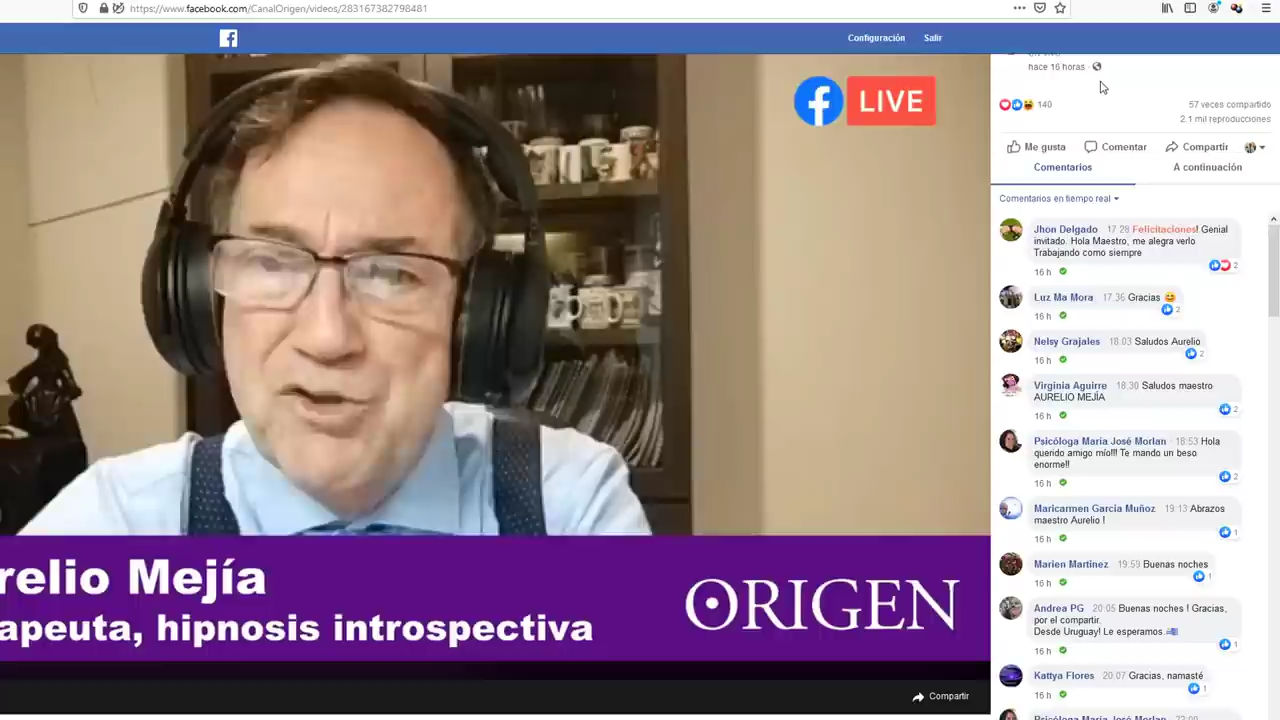 https://www.facebook.com/CanalOrigen/videos/283167382798481
Configuración Salir
LIVE
relio Mejía
apeuta, hipnosis introspectiva
ORIGEN
Compartir
hace 16 horas ·
140
57 veces compartido
2.1 mil reproducciones
Me gusta Comentar Compartir
Comentarios A continuación
Comentarios en tiempo real
Jhon Delgado · 17:28 Felicitaciones! Genial
invitado. Hola Maestro, me alegra verlo
Trabajando como siempre
2
16 h
Luz Ma Mora · 17:36 Gracias 😊
2
16 h
Nelsy Grajales · 18:03 Saludos Aurelio
2
16 h
Virginia Aguirre · 18:30 Saludos maestro
AURELIO MEJÍA
2
16 h
Psicóloga María José Morlan · 18:53 Hola
querido amigo mío!!! Te mando un beso
enorme!!
2
16 h
Maricarmen Garcia Muñoz · 19:13 Abrazos
maestro Aurelio !
1
16 h
Marien Martinez · 19:59 Buenas noches
1
16 h
Andrea PG · 20:05 Buenas noches ! Gracias,
por el compartir.
Desde Uruguay! Le esperamos.🇺🇾
1
16 h
Kattya Flores · 20:07 Gracias, namasté
1
16 h
Psicóloga María José Morlan